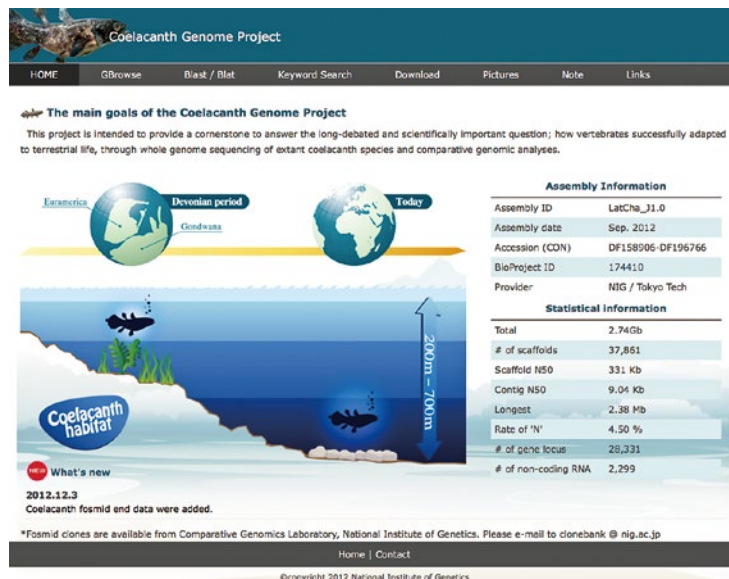 Coelacanth Genome Project
HOME GBrowse Blast / Blat Keyword Search Download Pictures Note Links
The main goals of the Coelacanth Genome Project
This project is intended to provide a cornerstone to answer the long-debated and scientifically important question; how vertebrates successfully adapted
to terrestrial life, through whole genome sequencing of extant coelacanth species and comparative genomic analyses.
Euramerica
Devonian period
Gondwana
Today
200m - 700m
Coelacanth
habitat
Assembly Information
Assembly ID LatCha_J1.0
Assembly date Sep. 2012
Accession (CON) DF158906-DF196766
BioProject ID 174410
Provider NIG / Tokyo Tech
Statistical information
Total 2.74Gb
# of scaffolds 37,861
Scaffold N50 331 Kb
Contig N50 9.04 Kb
Longest 2.38 Mb
Rate of 'N' 4.50 %
# of gene locus 28,331
# of non-coding RNA 2,299
NEW What's new
2012.12.3
Coelacanth fosmid end data were added.
*Fosmid clones are available from Comparative Genomics Laboratory, National Institute of Genetics. Please e-mail to clonebank @ nig.ac.jp
Home | Contact
©copyright 2012 National Institute of Genetics